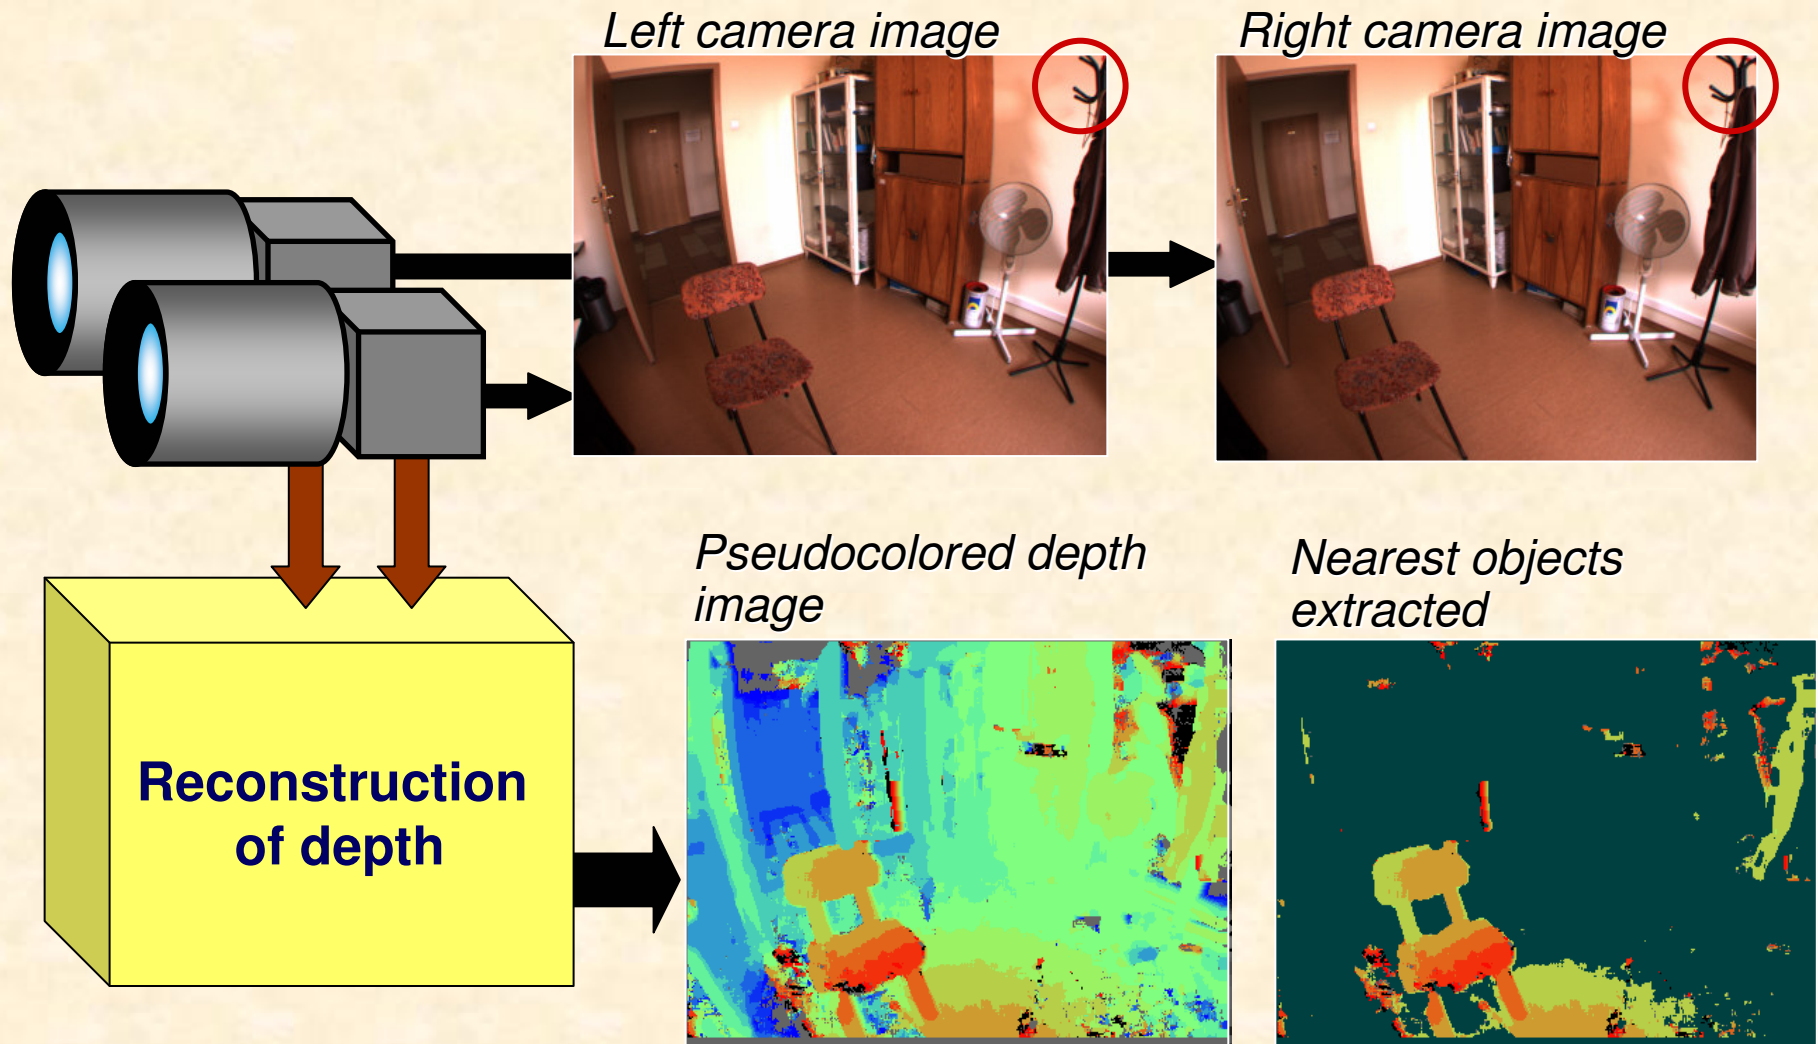 Left camera image
Right camera image
Pseudocolored depth
image
Nearest objects
extracted
Reconstruction
of depth